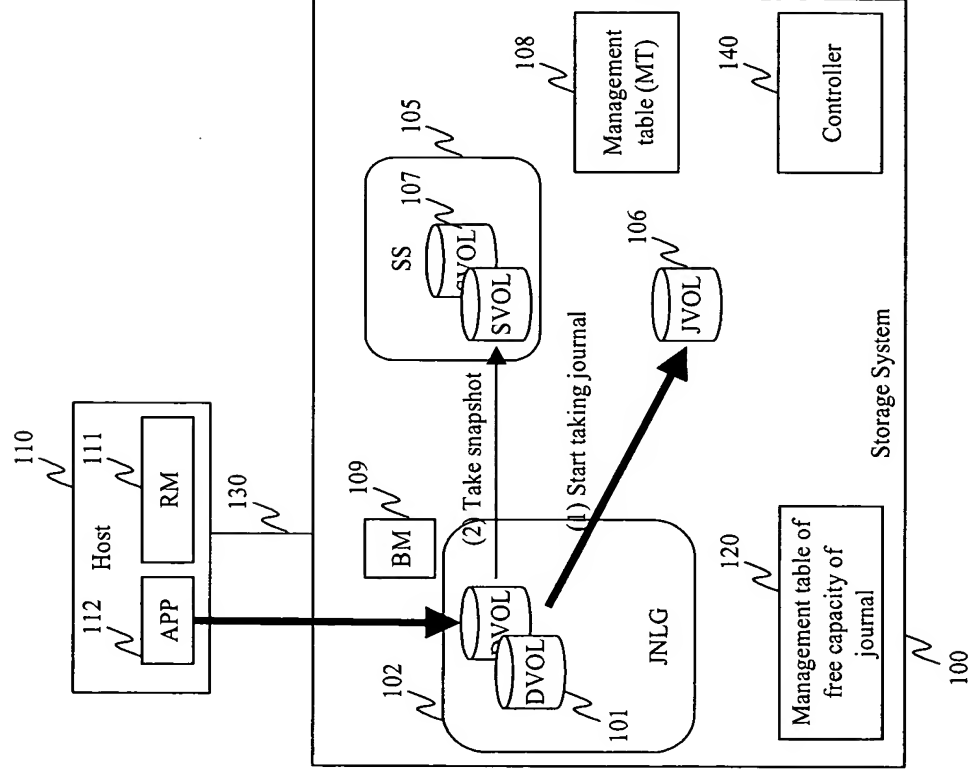 110
Host
112
111
APP
RM
130
102
BM
109
DVOL
DVOL
101
JNLG
(2) Take snapshot
(1) Start taking journal
105
SS
107
SVOL
SVOL
106
JVOL
108
Management
table (MT)
120
Management table of
free capacity of
journal
Storage System
140
Controller
100